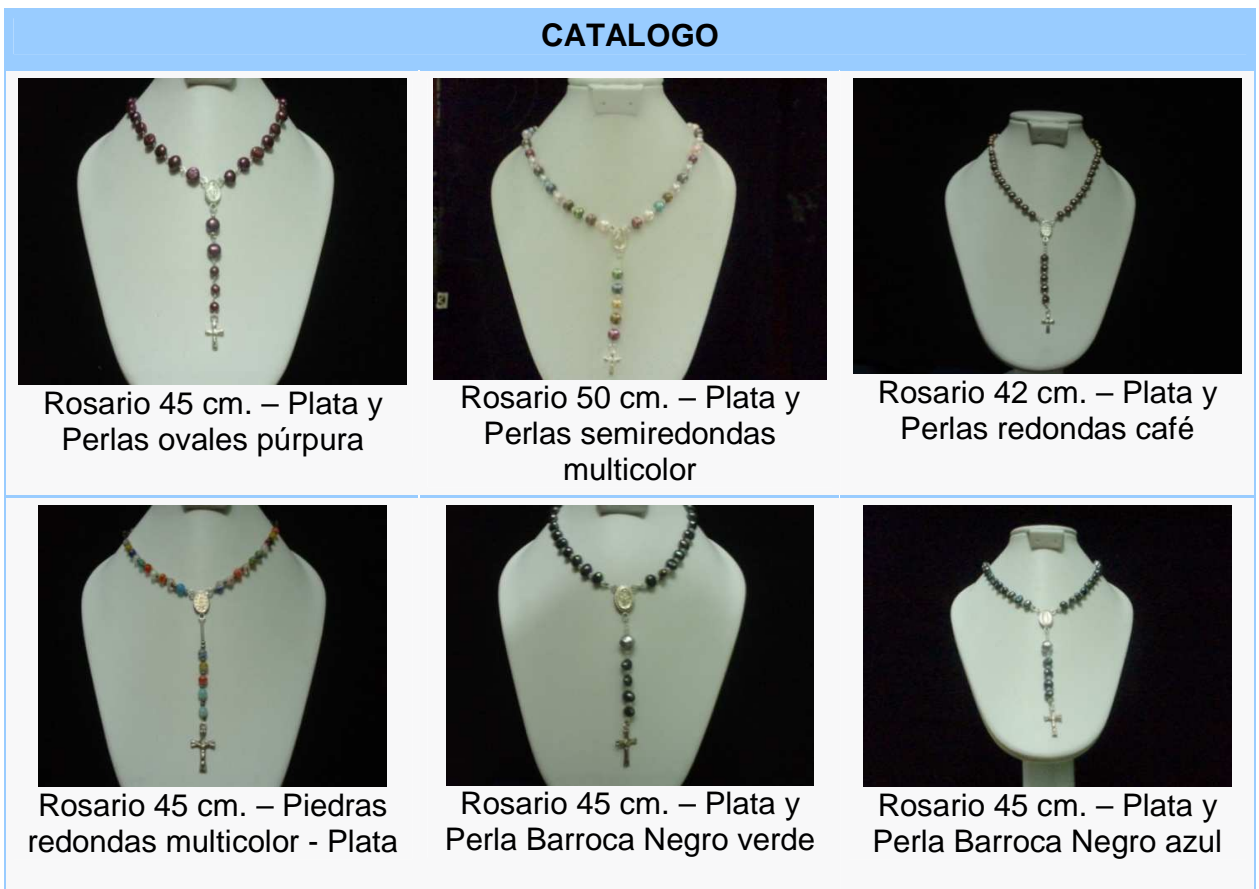 CATALOGO
Rosario 45 cm. – Plata y
Perlas ovales púrpura
Rosario 50 cm. – Plata y
Perlas semiredondas
multicolor
Rosario 42 cm. – Plata y
Perlas redondas café
Rosario 45 cm. – Piedras
redondas multicolor - Plata
Rosario 45 cm. – Plata y
Perla Barroca Negro verde
Rosario 45 cm. – Plata y
Perla Barroca Negro azul